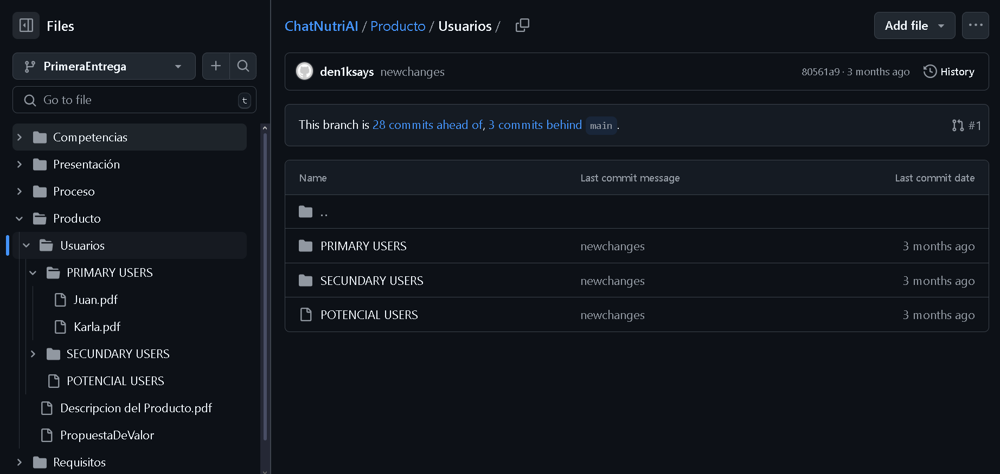 Files
PrimeraEntrega
Go to file
t
Competencias
Presentación
Proceso
Producto
Usuarios
PRIMARY USERS
Juan.pdf
Karla.pdf
SECUNDARY USERS
POTENCIAL USERS
Descripcion del Producto.pdf
PropuestaDeValor
Requisitos
ChatNutriAI / Producto / Usuarios /
Add file
den1ksays newchanges 80561a9 · 3 months ago History
This branch is 28 commits ahead of, 3 commits behind main. #1
Name Last commit message Last commit date
..
PRIMARY USERS newchanges 3 months ago
SECUNDARY USERS newchanges 3 months ago
POTENCIAL USERS newchanges 3 months ago